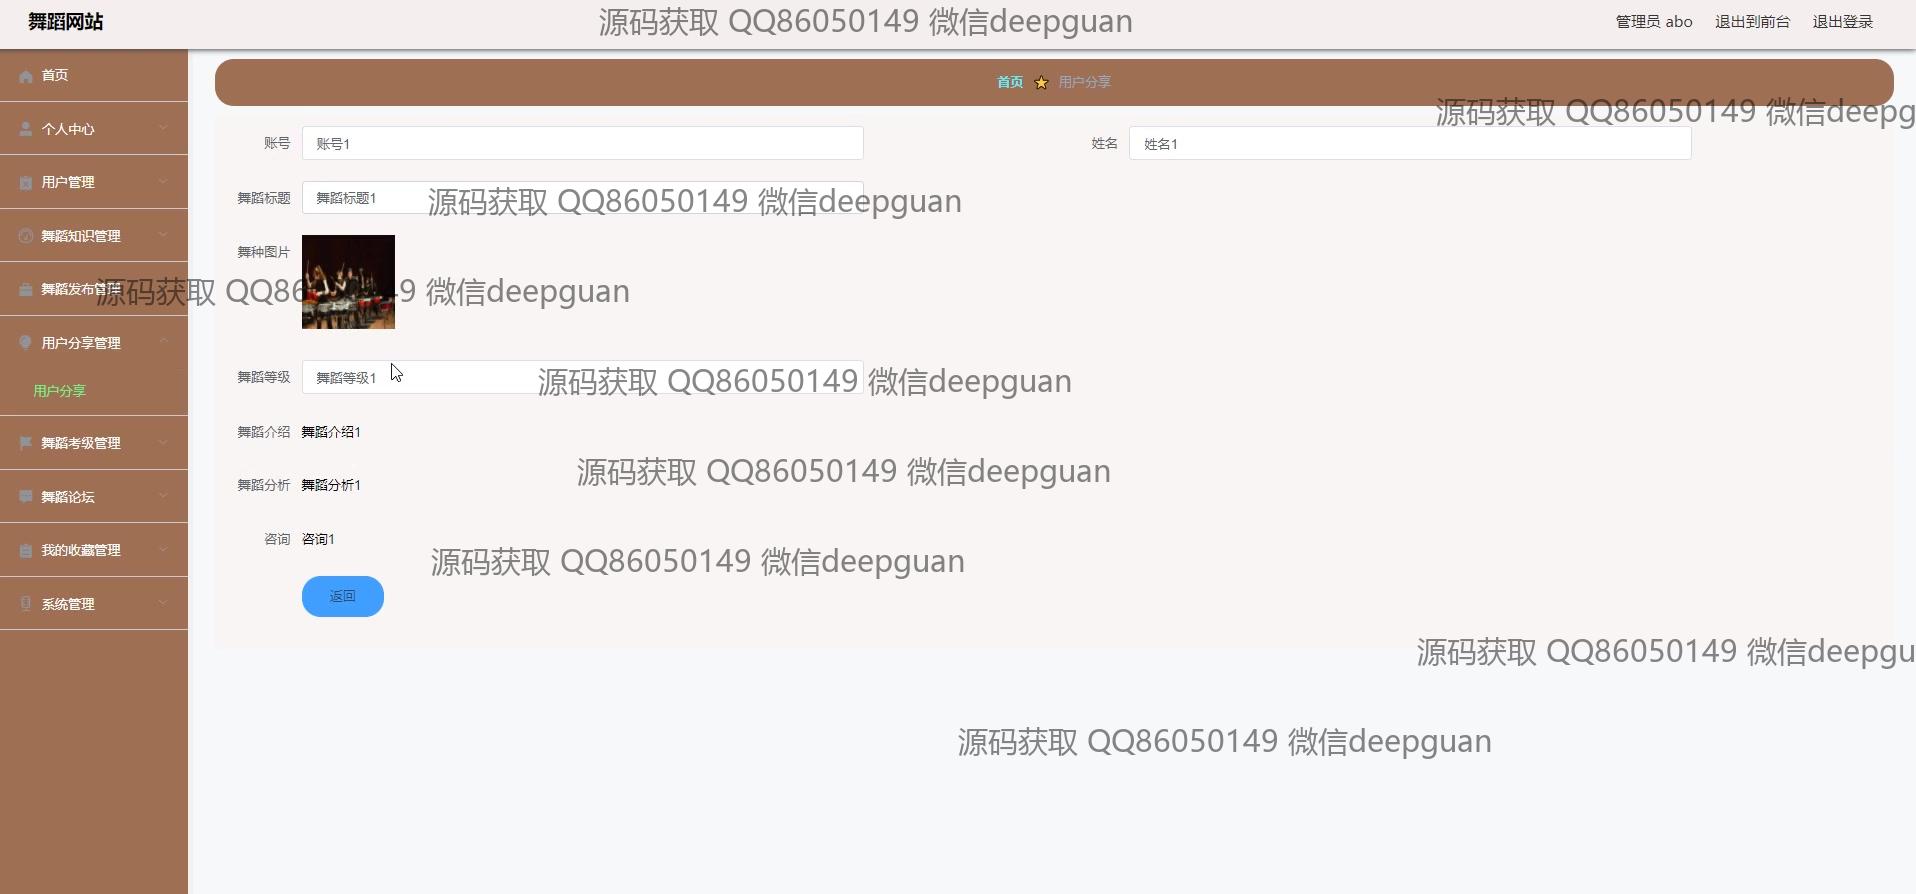 舞蹈网站
源码获取 QQ86050149 微信deepguan
管理员 abo 退出到前台 退出登录
首页
首页 用户分享
源码获取 QQ86050149 微信deepg
个人中心
账号 账号1 姓名 姓名1
用户管理
舞蹈标题 舞蹈标题1
源码获取 QQ86050149 微信deepguan
舞蹈知识管理
舞种图片
舞蹈发布管理
源码获取 QQ86 49 微信deepguan
用户分享管理
舞蹈等级 舞蹈等级1
源码获取 QQ86050149 微信deepguan
用户分享
舞蹈介绍 舞蹈介绍1
舞蹈考级管理
源码获取 QQ86050149 微信deepguan
舞蹈分析 舞蹈分析1
舞蹈论坛
咨询 咨询1
我的收藏管理
源码获取 QQ86050149 微信deepguan
返回
系统管理
源码获取 QQ86050149 微信deepgu
源码获取 QQ86050149 微信deepguan